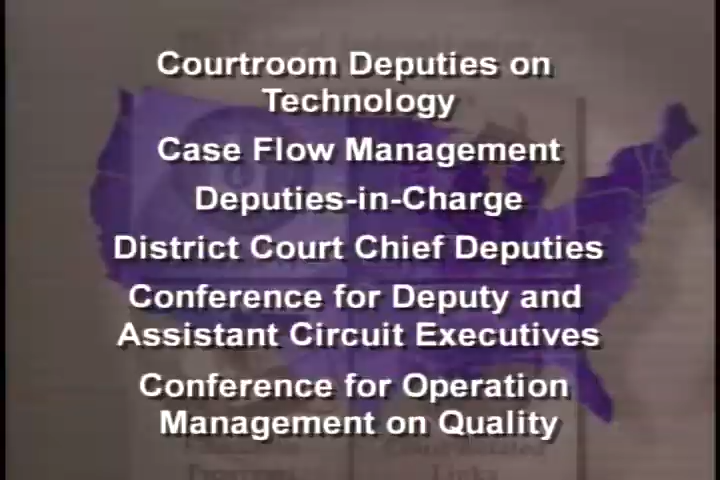 Courtroom Deputies on
Technology
Case Flow Management
Deputies-in-Charge
District Court Chief Deputies
Conference for Deputy and
Assistant Circuit Executives
Conference for Operation
Management on Quality
Links